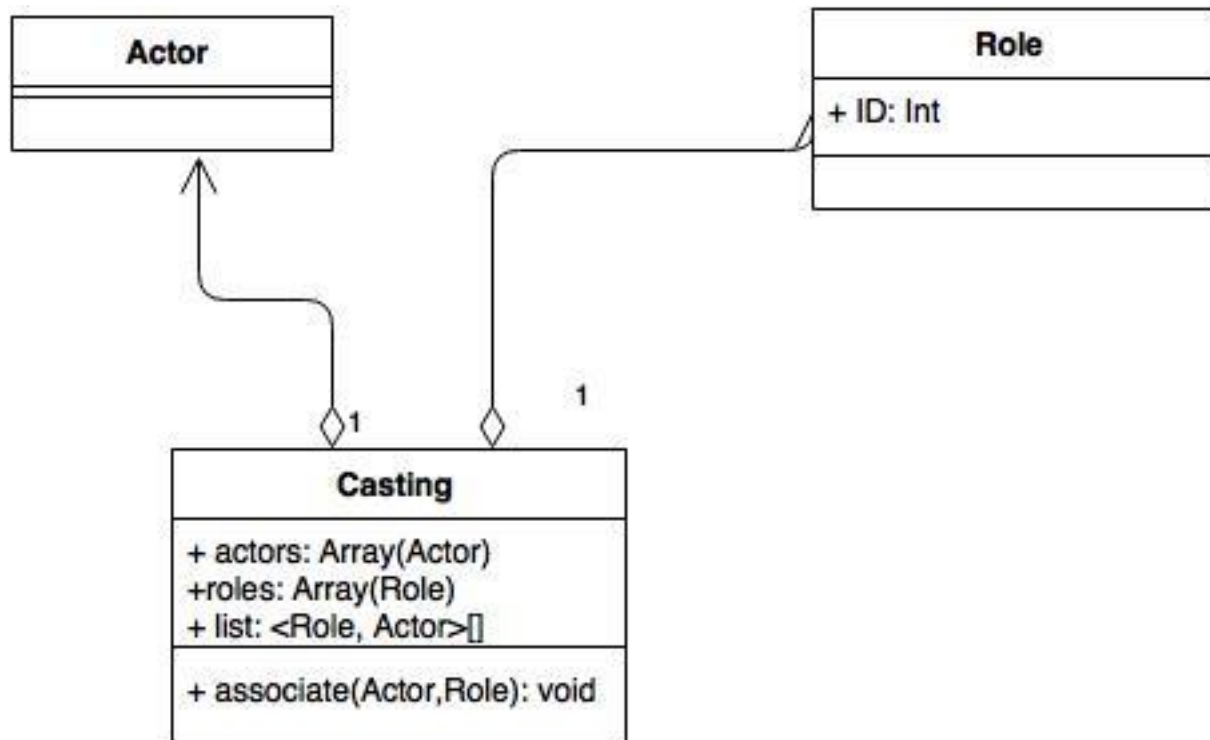 Actor
Role
+ ID: Int
1
1
Casting
+ actors: Array(Actor)
+roles: Array(Role)
+ list: <Role, Actor>[]
+ associate(Actor,Role): void